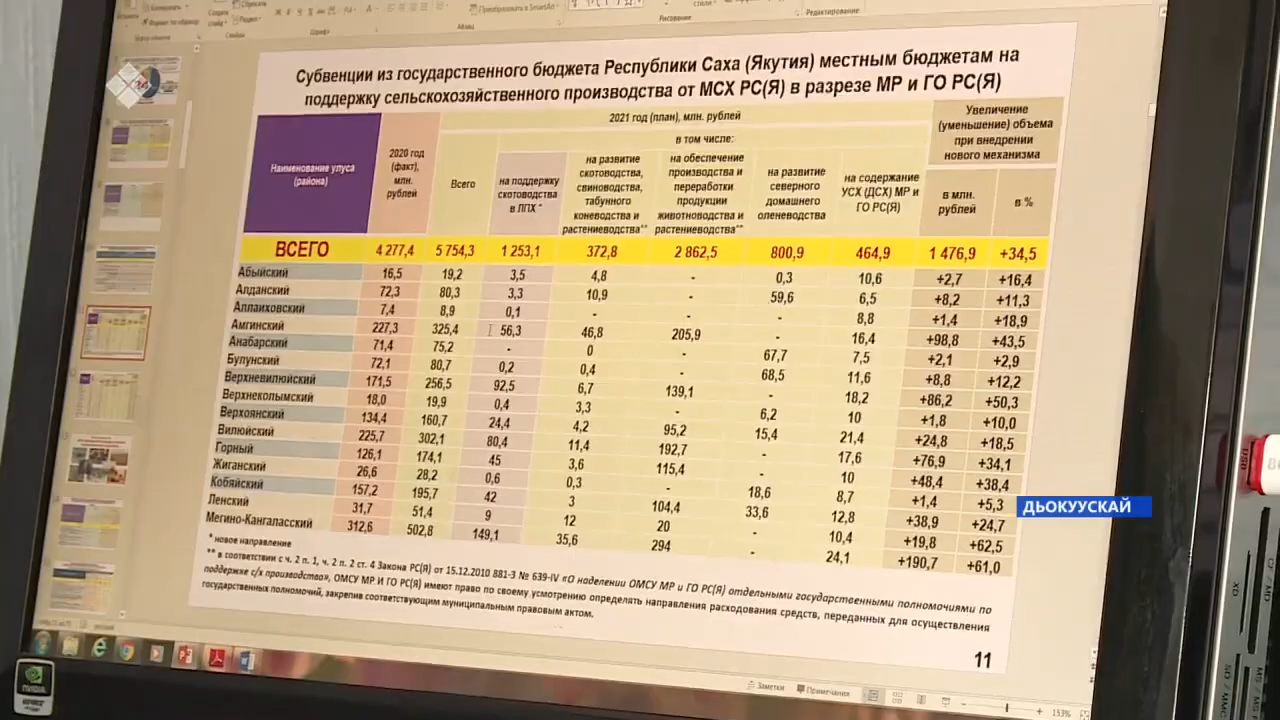 Преобразовать в SmartArt
Рисование
Редактирование
Слайды
Шрифт
Абзац
Субвенции из государственного бюджета Республики Саха (Якутия) местным бюджетам на
поддержку сельскохозяйственного производства от МСХ РС(Я) в разрезе МР и ГО РС(Я)
Наименование улуса
(района)
2020 год
(факт),
млн.
рублей
2021 год (план), млн. рублей
Всего
в том числе:
на поддержку
скотоводства
в ЛПХ *
на развитие
скотоводства,
свиноводства,
табунного
коневодства и
растениеводства**
на обеспечение
производства и
переработки
продукции
животноводства и
растениеводства**
на развитие
северного
домашнего
оленеводства
на содержание
УСХ (ДСХ) МР и
ГО РС(Я)
Увеличение
(уменьшение) объема
при внедрении
нового механизма
в млн.
рублей
в %
ВСЕГО 4 277,4 5 754,3 1 253,1 372,8 2 862,5 800,9 464,9 1 476,9 +34,5
Абыйский 16,5 19,2 3,5 4,8 - 0,3 10,6 +2,7 +16,4
Алданский 72,3 80,3 3,3 10,9 - 59,6 6,5 +8,2 +11,3
Аллаиховский 7,4 8,9 0,1 - - - 8,8 +1,4 +18,9
Амгинский 227,3 325,4 56,3 46,8 205,9 - 16,4 +98,8 +43,5
Анабарский 71,4 75,2 - 0 - 67,7 7,5 +2,1 +2,9
Булунский 72,1 80,7 0,2 0,4 - 68,5 11,6 +8,8 +12,2
Верхневилюйский 171,5 256,5 92,5 6,7 139,1 - 18,2 +86,2 +50,3
Верхнеколымский 18,0 19,9 0,4 3,3 - 6,2 10 +1,8 +10,0
Верхоянский 134,4 160,7 24,4 4,2 95,2 15,4 21,4 +24,8 +18,5
Вилюйский 225,7 302,1 80,4 11,4 192,7 - 17,6 +76,9 +34,1
Горный 126,1 174,1 45 3,6 115,4 - 10 +48,4 +38,4
Жиганский 26,6 28,2 0,6 0,3 - 18,6 8,7 +1,4 +5,3
Кобяйский 157,2 195,7 42 3 104,4 33,6 12,8 +38,9 +24,7
Ленский 31,7 51,4 9 12 20 - 10,4 +19,8 +62,5
Мегино-Кангаласский 312,6 502,8 149,1 35,6 294 - 24,1 +190,7 +61,0
* новое направление
** в соответствии с ч. 2 п. 1, ч. 2 п. 2 ст. 4 Закона РС(Я) от 15.12.2010 881-З № 639-IV «О наделении ОМСУ МР и ГО РС(Я) отдельными государственными полномочиями по
поддержке с/х производства», ОМСУ МР И ГО РС(Я) имеют право по своему усмотрению определять направления расходования средств, переданных для осуществления
государственных полномочий, закрепив соответствующим муниципальным правовым актом.
11
ДЬОКУУСКАЙ
Заметки
Примечания
153%
NVIDIA